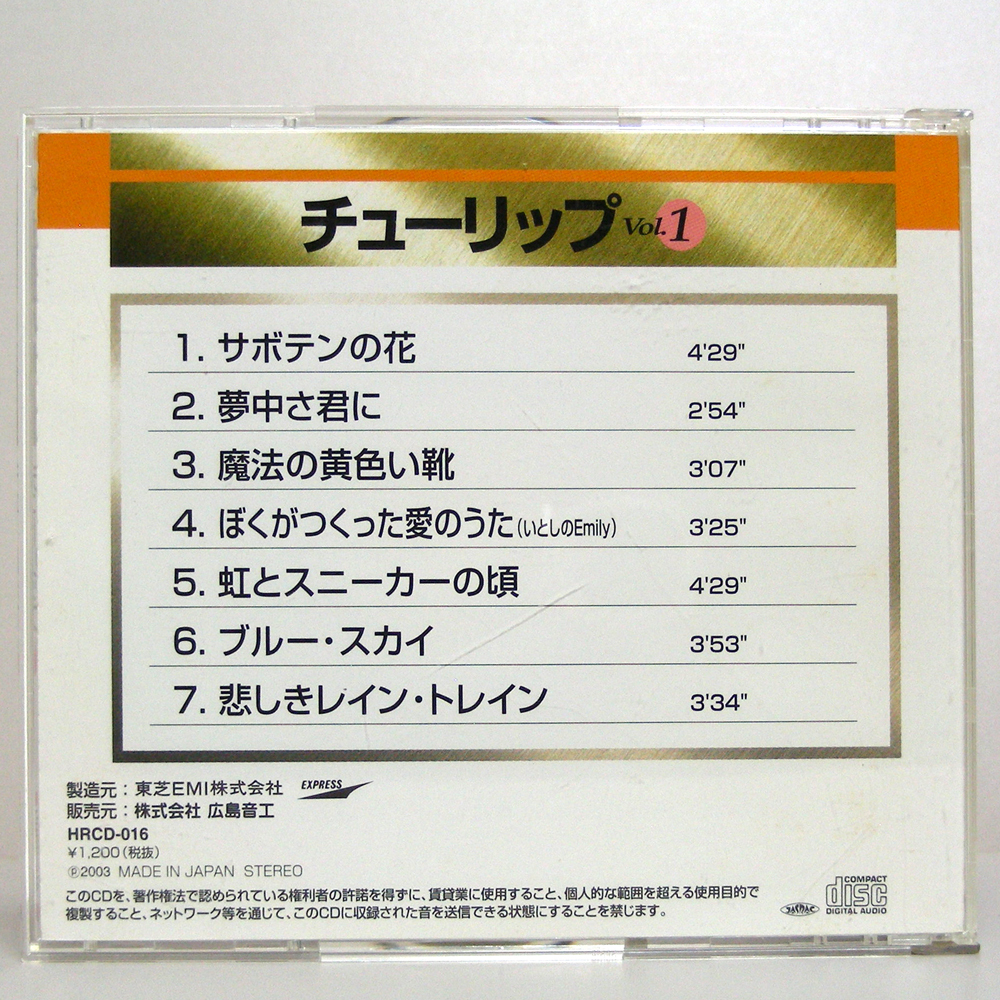 チューリップ Vol.1
1. サボテンの花 4'29"
2. 夢中さ君に 2'54"
3. 魔法の黄色い靴 3'07"
4. ぼくがつくった愛のうた(いとしのEmily) 3'25"
5. 虹とスニーカーの頃 4'29"
6. ブルー・スカイ 3'53"
7. 悲しきレイン・トレイン 3'34"
製造元：東芝EMI株式会社 EXPRESS
販売元：株式会社 広島音工
HRCD-016
¥1,200(税抜)
℗2003 MADE IN JAPAN STEREO
このCDを、著作権法で認められている権利者の許諾を得ずに、賃貸業に使用すること、個人的な範囲を超える使用目的で
複製すること、ネットワーク等を通じて、このCDに収録された音を送信できる状態にすることを禁じます。
JASRAC
COMPACT
disc
DIGITAL AUDIO